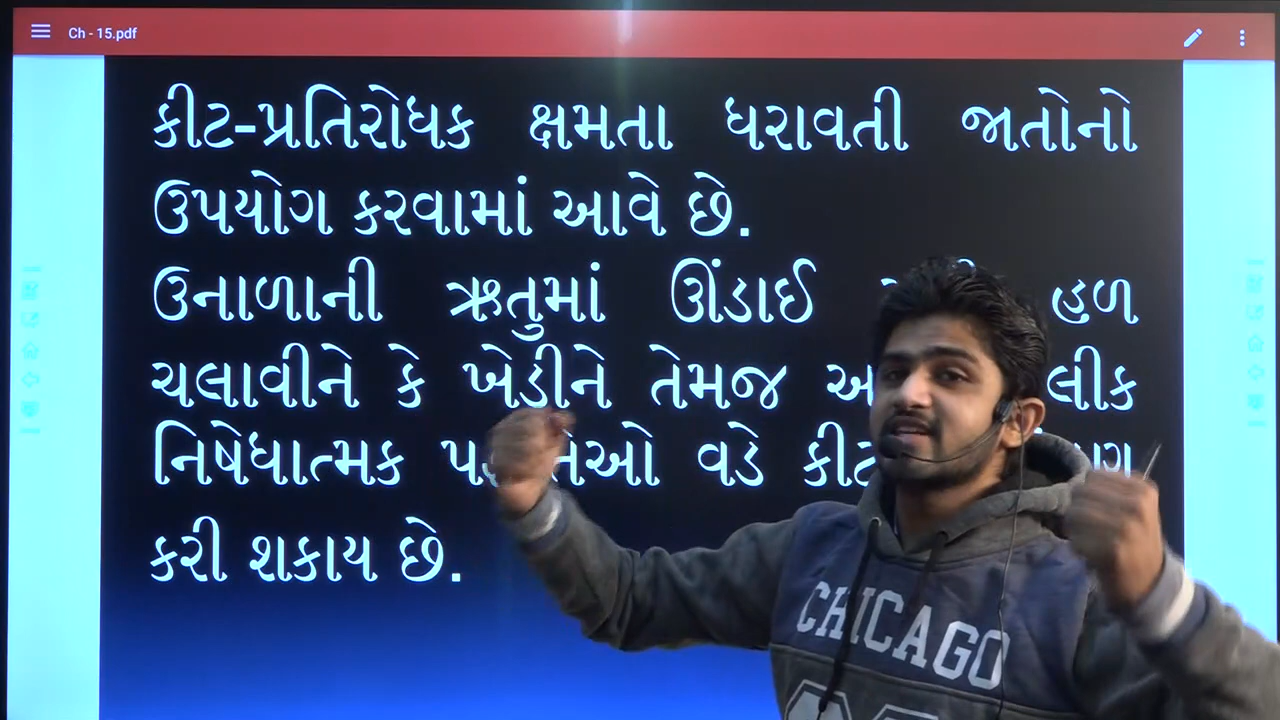 Ch - 15.pdf
કીટ-પ્રતિરોધક ક્ષમતા ધરાવતી જાતોનો
ઉપયોગ કરવામાં આવે છે.
ઉનાળાની ઋતુમાં ઊંડાઈ હળ
ચલાવીને કે ખેડીને તેમજ
નિષેધાત્મક વડે
કરી શકાય છે.
CHICAGO